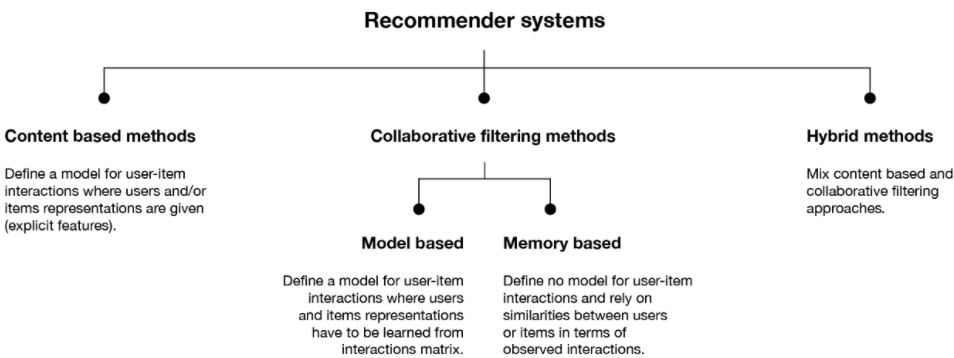 Recommender systems
Content based methods
Define a model for user-item
interactions where users and/or
items representations are given
(explicit features).
Collaborative filtering methods
Model based
Define a model for user-item
interactions where users
and items representations
have to be learned from
interactions matrix.
Memory based
Define no model for user-item
interactions and rely on
similarities between users
or items in terms of
observed interactions.
Hybrid methods
Mix content based and
collaborative filtering
approaches.